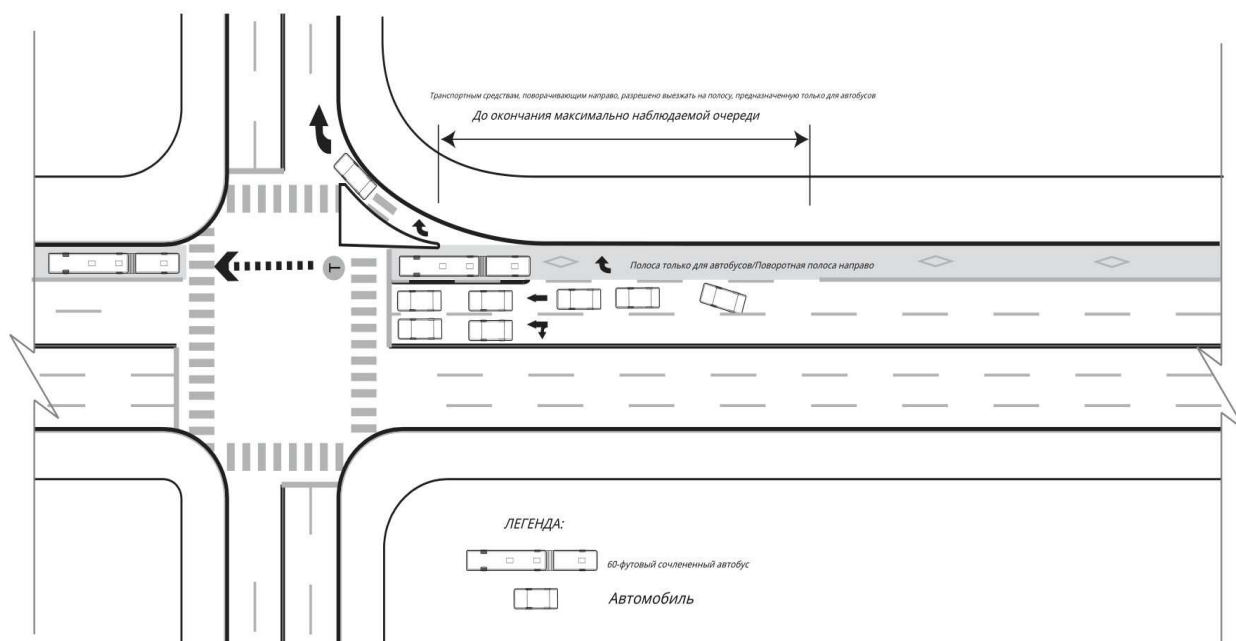 Транспортным средствам, поворачивающим направо, разрешено выезжать на полосу, предназначенную только для автобусов
До окончания максимально наблюдаемой очереди
T
Полоса только для автобусов/Поворотная полоса направо
ЛЕГЕНДА:
60-футовый сочлененный автобус
Автомобиль